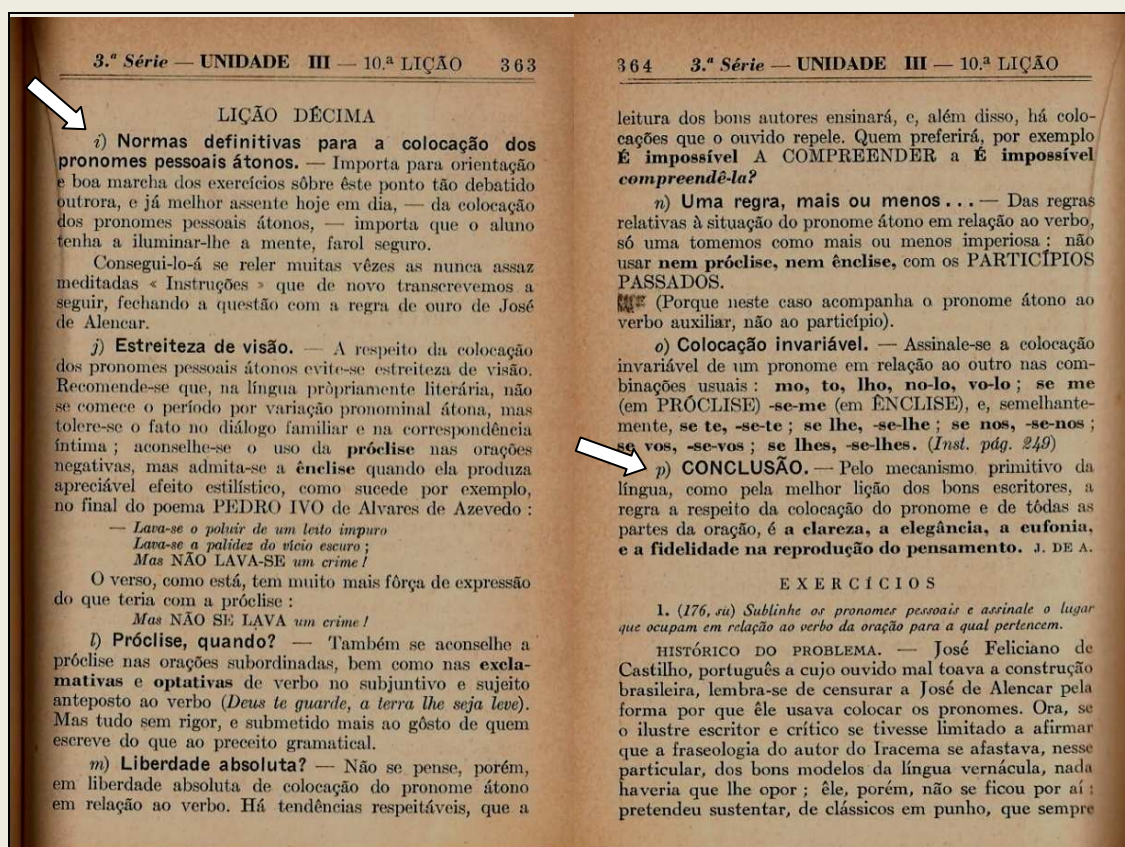 3.ª Série — UNIDADE III — 10.ª LIÇÃO 363
LIÇÃO DÉCIMA
i) Normas definitivas para a colocação dos
pronomes pessoais átonos. — Importa para orientação
e boa marcha dos exercícios sôbre êste ponto tão debatido
outrora, e já melhor assente hoje em dia, — da colocação
dos pronomes pessoais átonos, — importa que o aluno
tenha a iluminar-lhe a mente, farol seguro.
Consegui-lo-á se reler muitas vêzes as nunca assaz
meditadas « Instruções » que de novo transcrevemos a
seguir, fechando a questão com a regra de ouro de José
de Alencar.
j) Estreiteza de visão. — A respeito da colocação
dos pronomes pessoais átonos evite-se estreiteza de visão.
Recomende-se que, na língua pròpriamente literária, não
se comece o período por variação pronominal átona, mas
tolere-se o fato no diálogo familiar e na correspondência
íntima ; aconselhe-se o uso da próclise nas orações
negativas, mas admita-se a ênclise quando ela produza
apreciável efeito estilístico, como sucede por exemplo,
no final do poema PEDRO IVO de Alvares de Azevedo :
— Lava-se o poluir de um leito impuro
Lava-se a palidez do vício escuro ;
Mas NÃO LAVA-SE um crime !
O verso, como está, tem muito mais fôrça de expressão
do que teria com a próclise :
Mas NÃO SE LAVA um crime !
l) Próclise, quando? — Também se aconselhe a
próclise nas orações subordinadas, bem como nas excla-
mativas e optativas de verbo no subjuntivo e sujeito
anteposto ao verbo (Deus te guarde, a terra lhe seja leve).
Mas tudo sem rigor, e submetido mais ao gôsto de quem
escreve do que ao preceito gramatical.
m) Liberdade absoluta? — Não se pense, porém,
em liberdade absoluta de colocação do pronome átono
em relação ao verbo. Há tendências respeitáveis, que a
364 3.ª Série — UNIDADE III — 10.ª LIÇÃO
leitura dos bons autores ensinará, e, além disso, há colo-
cações que o ouvido repele. Quem preferirá, por exemplo
É impossível A COMPREENDER a É impossível
compreendê-la?
n) Uma regra, mais ou menos . . . — Das regras
relativas à situação do pronome átono em relação ao verbo,
só uma tomemos como mais ou menos imperiosa : não
usar nem próclise, nem ênclise, com os PARTICÍPIOS
PASSADOS.
(Porque neste caso acompanha o pronome átono ao
verbo auxiliar, não ao particípio).
o) Colocação invariável. — Assinale-se a colocação
invariável de um pronome em relação ao outro nas com-
binações usuais : mo, to, lho, no-lo, vo-lo ; se me
(em PRÓCLISE) -se-me (em ÊNCLISE), e, semelhante-
mente, se te, -se-te ; se lhe, -se-lhe ; se nos, -se-nos ;
se vos, -se-vos ; se lhes, -se-lhes. (Inst. pág. 249)
p) CONCLUSÃO. — Pelo mecanismo primitivo da
língua, como pela melhor lição dos bons escritores, a
regra a respeito da colocação do pronome e de tôdas as
partes da oração, é a clareza, a elegância, a eufonia,
e a fidelidade na reprodução do pensamento. J. DE A.
EXERCÍCIOS
1. (176, su) Sublinhe os pronomes pessoais e assinale o lugar
que ocupam em relação ao verbo da oração para a qual pertencem.
HISTÓRICO DO PROBLEMA. — José Feliciano de
Castilho, português a cujo ouvido mal toava a construção
brasileira, lembra-se de censurar a José de Alencar pela
forma por que êle usava colocar os pronomes. Ora, se
o ilustre escritor e crítico se tivesse limitado a afirmar
que a fraseologia do autor do Iracema se afastava, nesse
particular, dos bons modelos da língua vernácula, nada
haveria que lhe opor ; êle, porém, não se ficou por aí :
pretendeu sustentar, de clássicos em punho, que sempre